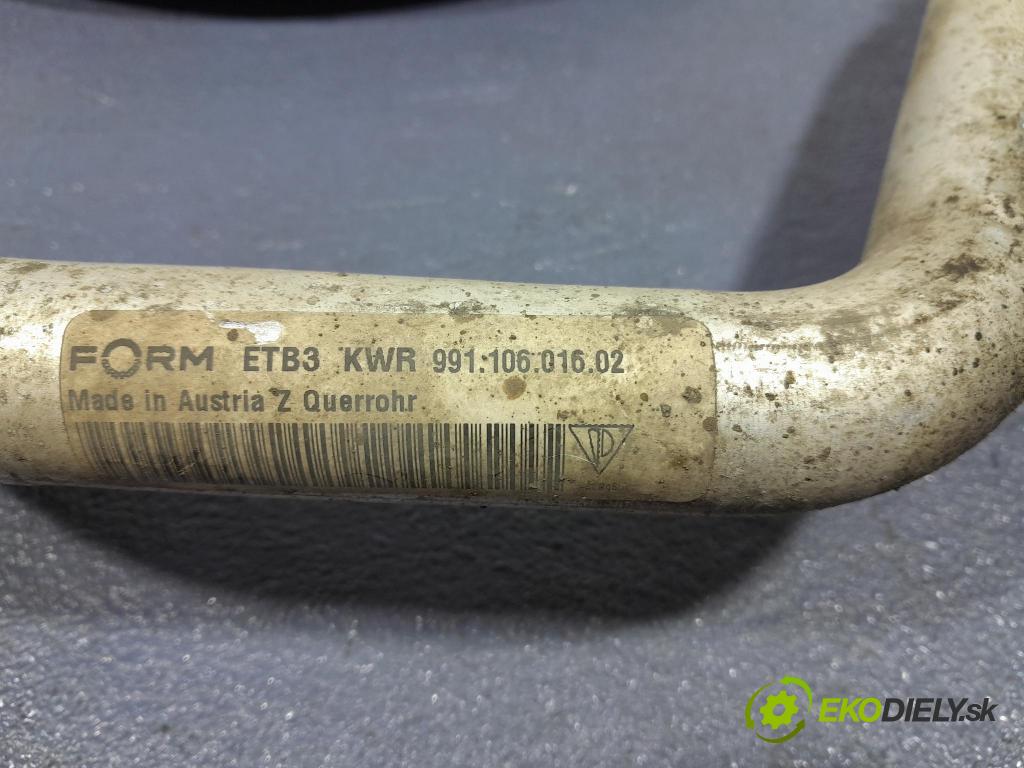 FORM ETB3 KWR 991.106.016.02
Made in Austria Z Querrohr
EKODIELY.sk